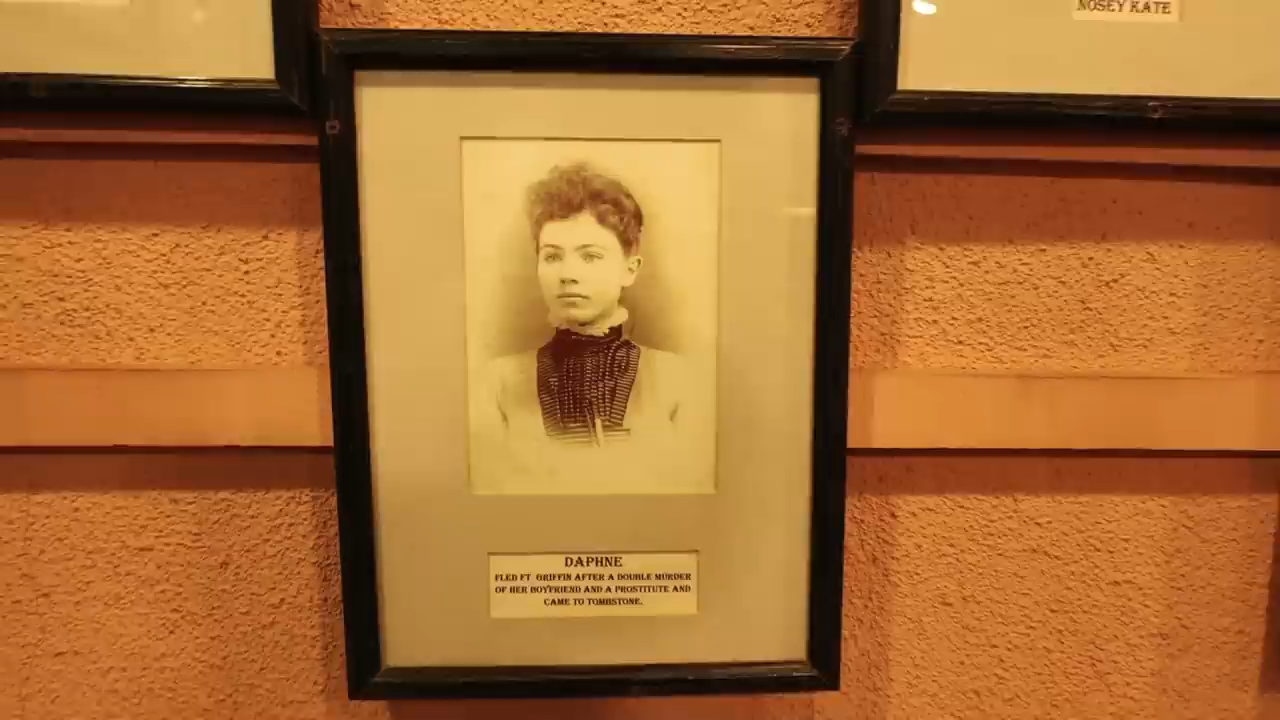 NOSEY KATE
DAPHNE
FLED FT GRIFFIN AFTER A DOUBLE MURDER
OF HER BOYFRIEND AND A PROSTITUTE AND
CAME TO TOMBSTONE.